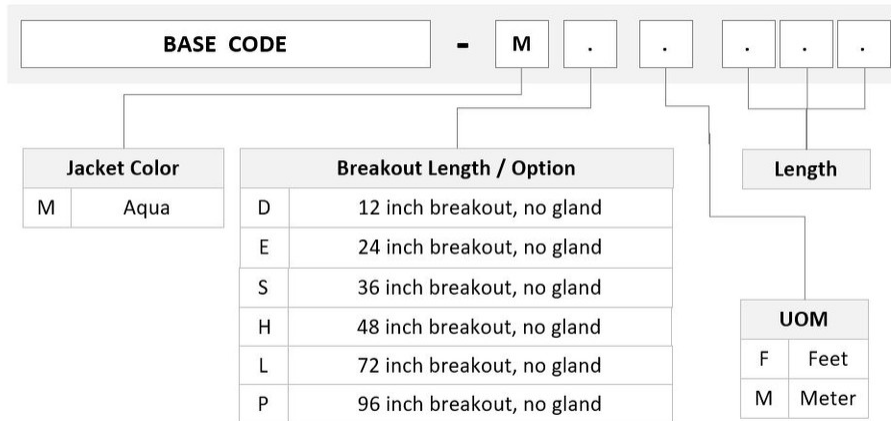 BASE CODE - M . . . . .
Jacket Color
M Aqua
Breakout Length / Option
D 12 inch breakout, no gland
E 24 inch breakout, no gland
S 36 inch breakout, no gland
H 48 inch breakout, no gland
L 72 inch breakout, no gland
P 96 inch breakout, no gland
Length
UOM
F Feet
M Meter